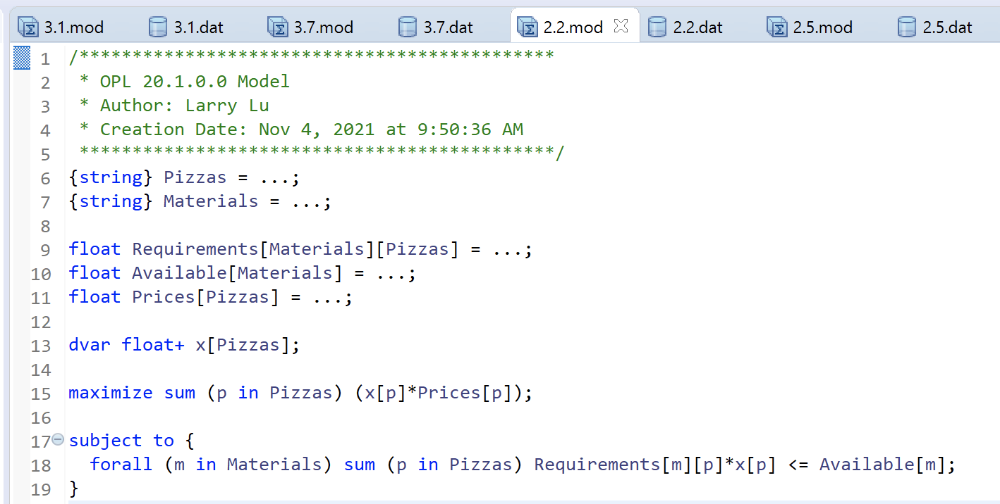 3.1.mod 3.1.dat 3.7.mod 3.7.dat 2.2.mod 2.2.dat 2.5.mod 2.5.dat
1 /*********************************************
2  * OPL 20.1.0.0 Model
3  * Author: Larry Lu
4  * Creation Date: Nov 4, 2021 at 9:50:36 AM
5  *********************************************/
6 {string} Pizzas = ...;
7 {string} Materials = ...;
8
9 float Requirements[Materials][Pizzas] = ...;
10 float Available[Materials] = ...;
11 float Prices[Pizzas] = ...;
12
13 dvar float+ x[Pizzas];
14
15 maximize sum (p in Pizzas) (x[p]*Prices[p]);
16
17 subject to {
18   forall (m in Materials) sum (p in Pizzas) Requirements[m][p]*x[p] <= Available[m];
19 }